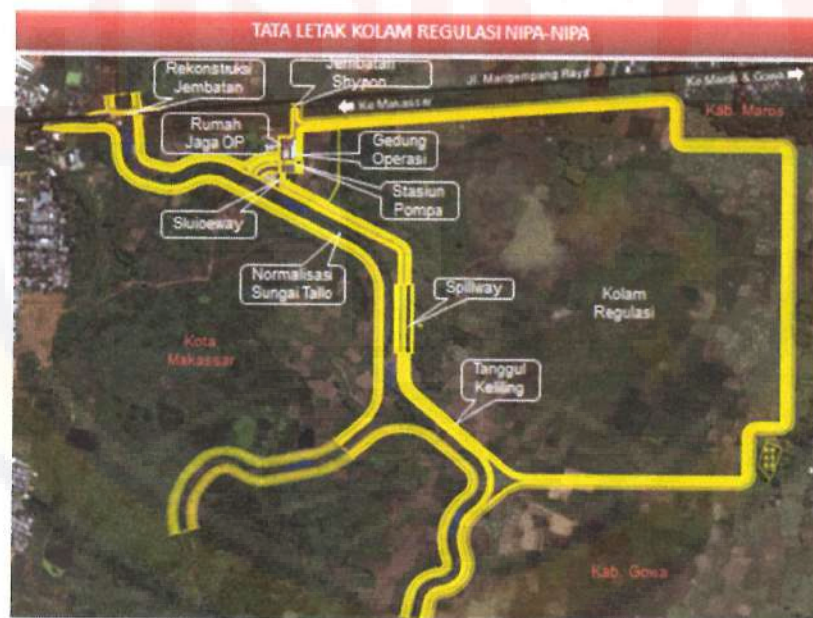 TATA LETAK KOLAM REGULASI NIPA-NIPA
Rekonstruksi
Jembatan
Jembatan
Shypon
Jl. Mangempang Raya
Ke Maros & Gowa
Ke Makassar
Kab. Maros
Rumah
Jaga OP
Gedung
Operasi
Stasiun
Pompa
Sluiceway
Normalisasi
Sungai Tallo
Spillway
Kolam
Regulasi
Kota
Makassar
Tanggul
Keliling
Kab. Gowa